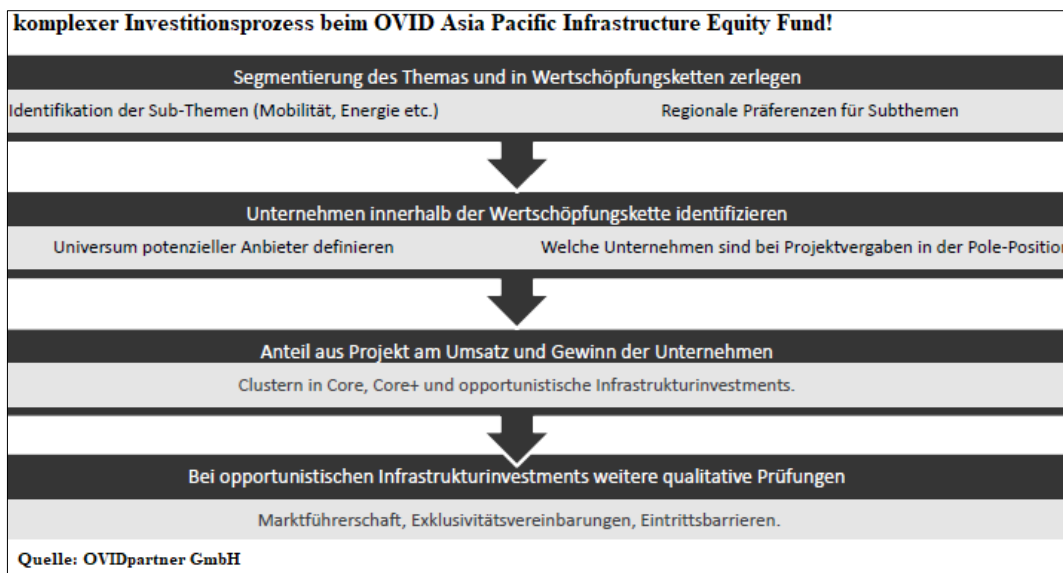 komplexer Investitionsprozess beim OVID Asia Pacific Infrastructure Equity Fund!
Segmentierung des Themas und in Wertschöpfungsketten zerlegen
Identifikation der Sub-Themen (Mobilität, Energie etc.) Regionale Präferenzen für Subthemen
Unternehmen innerhalb der Wertschöpfungskette identifizieren
Universum potenzieller Anbieter definieren Welche Unternehmen sind bei Projektvergaben in der Pole-Position
Anteil aus Projekt am Umsatz und Gewinn der Unternehmen
Clustern in Core, Core+ und opportunistische Infrastrukturinvestments.
Bei opportunistischen Infrastrukturinvestments weitere qualitative Prüfungen
Marktführerschaft, Exklusivitätsvereinbarungen, Eintrittsbarrieren.
Quelle: OVIDpartner GmbH